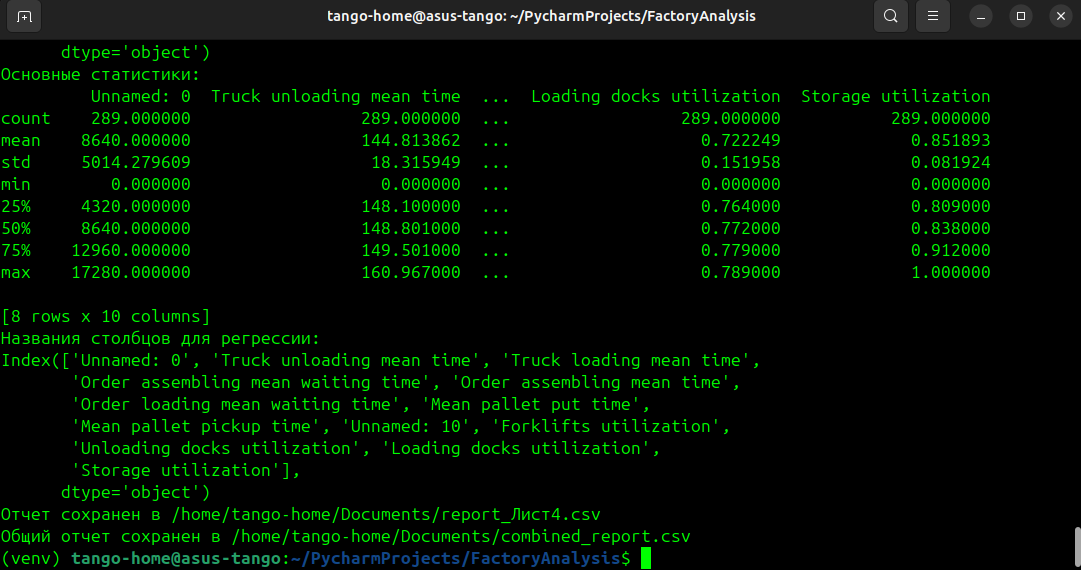 tango-home@asus-tango: ~/PycharmProjects/FactoryAnalysis
dtype='object')
Основные статистики:
Unnamed: 0  Truck unloading mean time  ...  Loading docks utilization  Storage utilization
count    289.000000                 289.000000  ...                 289.000000           289.000000
mean    8640.000000                 144.813862  ...                   0.722249             0.851893
std     5014.279609                  18.315949  ...                   0.151958             0.081924
min        0.000000                   0.000000  ...                   0.000000             0.000000
25%     4320.000000                 148.100000  ...                   0.764000             0.809000
50%     8640.000000                 148.801000  ...                   0.772000             0.838000
75%    12960.000000                 149.501000  ...                   0.779000             0.912000
max    17280.000000                 160.967000  ...                   0.789000             1.000000
[8 rows x 10 columns]
Названия столбцов для регрессии:
Index(['Unnamed: 0', 'Truck unloading mean time', 'Truck loading mean time',
'Order assembling mean waiting time', 'Order assembling mean time',
'Order loading mean waiting time', 'Mean pallet put time',
'Mean pallet pickup time', 'Unnamed: 10', 'Forklifts utilization',
'Unloading docks utilization', 'Loading docks utilization',
'Storage utilization'],
dtype='object')
Отчет сохранен в /home/tango-home/Documents/report_Лист4.csv
Общий отчет сохранен в /home/tango-home/Documents/combined_report.csv
(venv) tango-home@asus-tango:~/PycharmProjects/FactoryAnalysis$